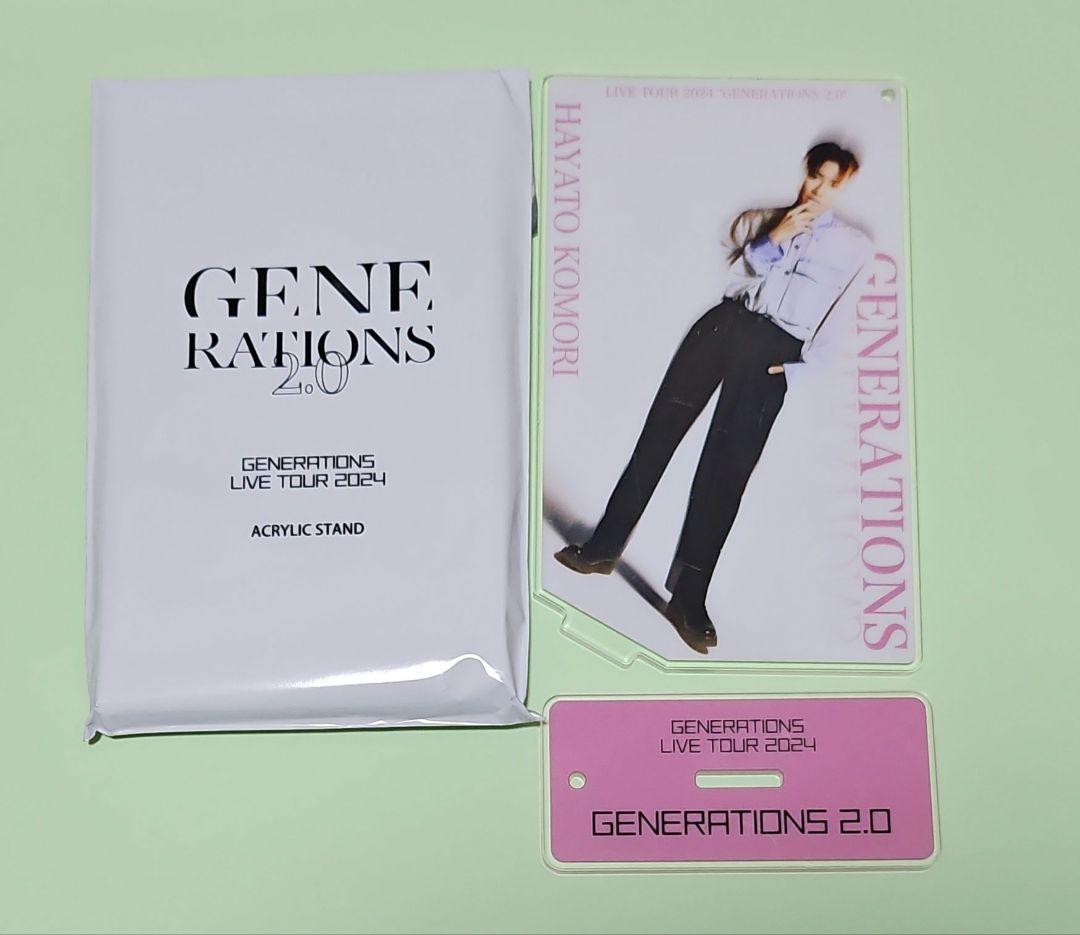 GENE
RATIONS
2.0
GENERATIONS
LIVE TOUR 2024
ACRYLIC STAND
LIVE TOUR 2024 "GENERATIONS 2.0"
HAYATO KOMORI
GENERATIONS
GENERATIONS
LIVE TOUR 2024
GENERATIONS 2.0